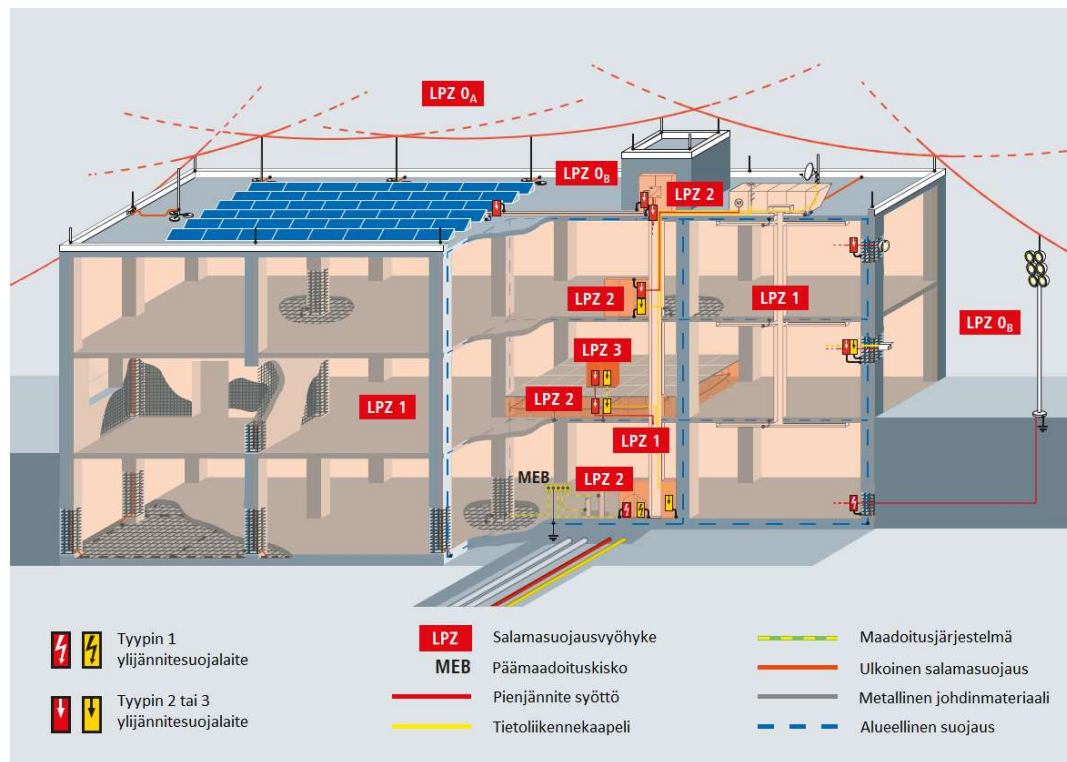 LPZ 0A
LPZ 0B
LPZ 2
LPZ 2
LPZ 1
LPZ 0B
LPZ 3
LPZ 1
LPZ 2
LPZ 1
MEB
LPZ 2
M
Tyypin 1
ylijännitesuojalaite
Tyypin 2 tai 3
ylijännitesuojalaite
LPZ Salamasuojausvyöhyke
MEB Päämaadoituskisko
Pienjännite syöttö
Tietoliikennekaapeli
Maadoitusjärjestelmä
Ulkoinen salamasuojaus
Metallinen johdinmateriaali
Alueellinen suojaus